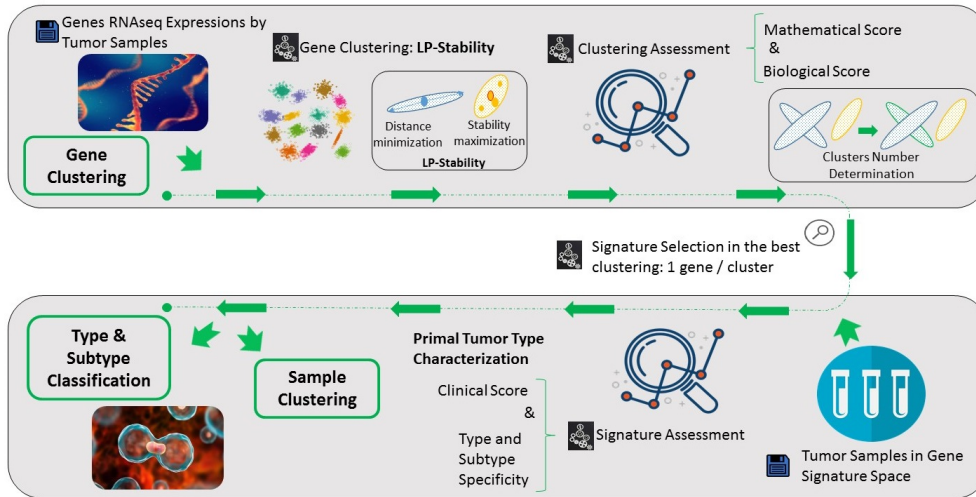 Genes RNAseq Expressions by
Tumor Samples
Gene Clustering: LP-Stability
Clustering Assessment
Mathematical Score
&
Biological Score
Distance
minimization
Stability
maximization
LP-Stability
Clusters Number
Determination
Gene
Clustering
Signature Selection in the best
clustering: 1 gene / cluster
Type &
Subtype
Classification
Sample
Clustering
Primal Tumor Type
Characterization
Clinical Score
&
Type and
Subtype
Specificity
Signature Assessment
Tumor Samples in Gene
Signature Space